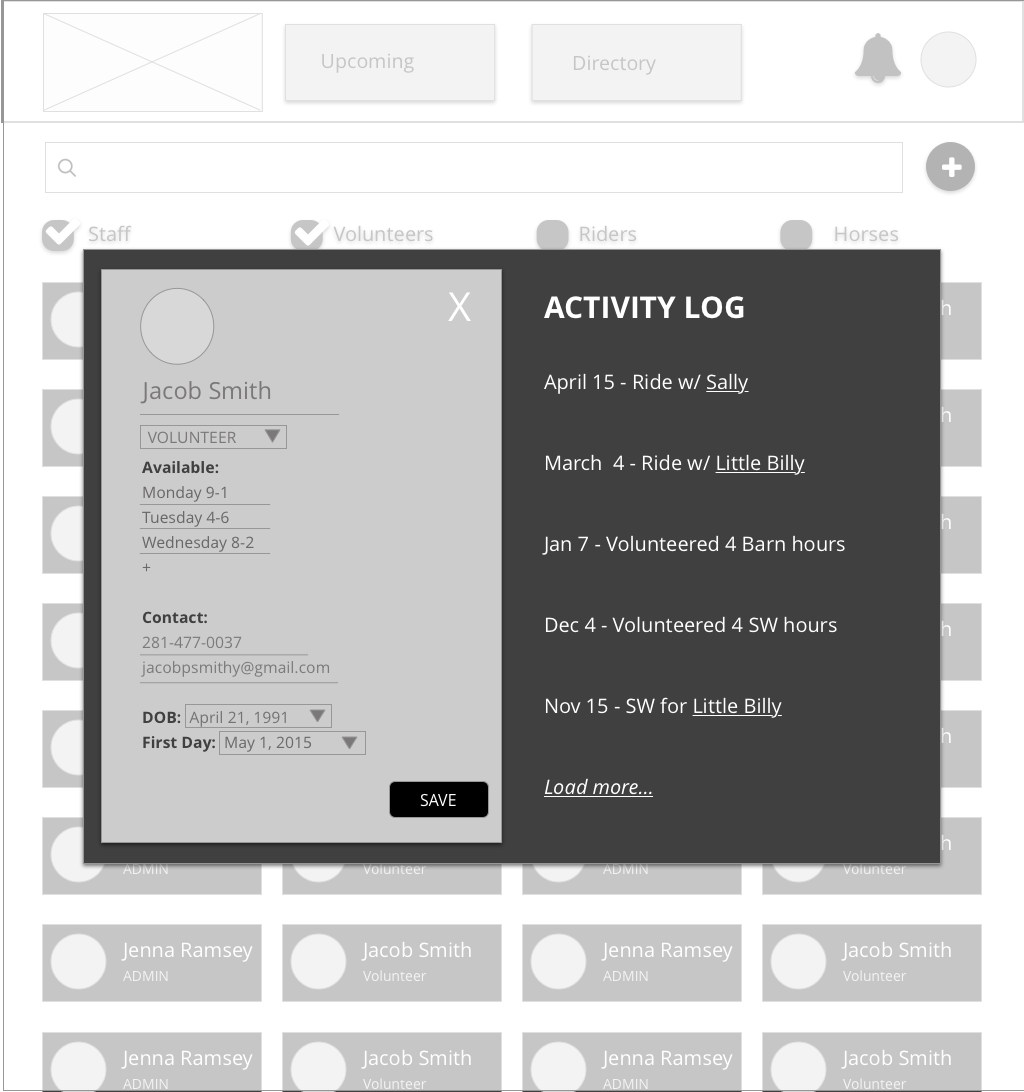 Upcoming
Directory
Staff
Volunteers
Riders
Horses
X
Jacob Smith
VOLUNTEER
Available:
Monday 9-1
Tuesday 4-6
Wednesday 8-2
+
Contact:
281-477-0037
jacobpsmithy@gmail.com
DOB: April 21, 1991
First Day: May 1, 2015
SAVE
ACTIVITY LOG
April 15 - Ride w/ Sally
March  4 - Ride w/ Little Billy
Jan 7 - Volunteered 4 Barn hours
Dec 4 - Volunteered 4 SW hours
Nov 15 - SW for Little Billy
Load more...
h
h
h
h
h
h
ADMIN
Volunteer
ADMIN
Volunteer
Jenna Ramsey
ADMIN
Jacob Smith
Volunteer
Jenna Ramsey
ADMIN
Jacob Smith
Volunteer
Jenna Ramsey
ADMIN
Jacob Smith
Volunteer
Jenna Ramsey
ADMIN
Jacob Smith
Volunteer